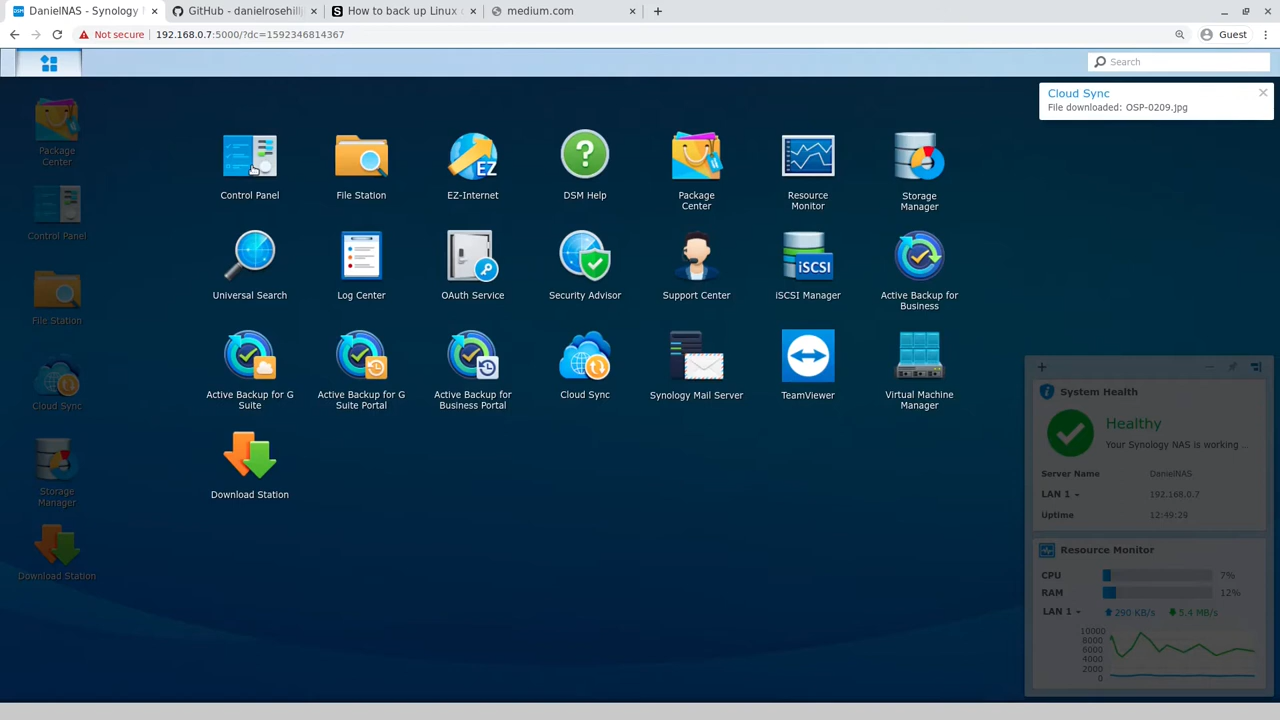 DanielNAS - Synology
GitHub - danielrosehillj
How to back up Linux
medium.com
Not secure
192.168.0.7:5000/?dc=1592346814367
Guest
Search
Cloud Sync
File downloaded: OSP-0209.jpg
Package
Center
Control Panel
File Station
Cloud Sync
Storage
Manager
Download Station
Control Panel
File Station
EZ
EZ-Internet
DSM Help
Package
Center
Resource
Monitor
Storage
Manager
Universal Search
Log Center
OAuth Service
Security Advisor
Support Center
iSCSI
iSCSI Manager
Active Backup for
Business
Active Backup for G
Suite
Active Backup for G
Suite Portal
Active Backup for
Business Portal
Cloud Sync
Synology Mail Server
TeamViewer
Virtual Machine
Manager
Download Station
System Health
Healthy
Your Synology NAS is working ...
Server Name DanielNAS
LAN 1 192.168.0.7
Uptime 12:49:24
Resource Monitor
CPU 7%
RAM 12%
LAN 1 290 KB/s 5.4 MB/s
10000
8000
6000
4000
2000
0